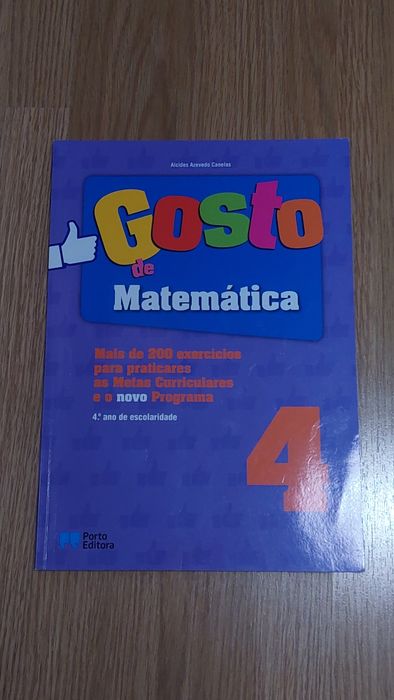 Alcides Azevedo Canelas
Gosto
de
Matemática
Mais de 200 exercícios
para praticares
as Metas Curriculares
e o novo Programa
4.º ano de escolaridade
4
Porto
Editora